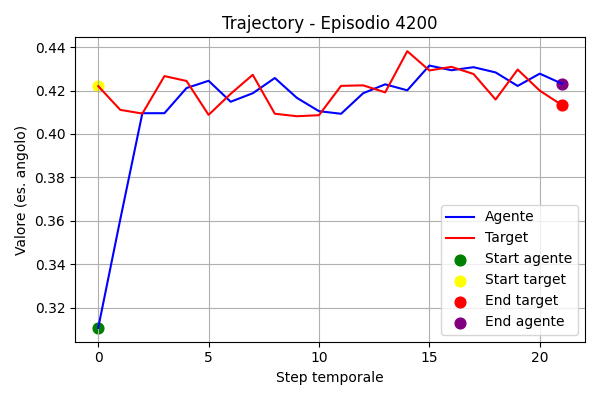 Trajectory - Episodio 4200
Valore (es. angolo)
0.44
0.42
0.40
0.38
0.36
0.34
0.32
0
5
10
15
20
Step temporale
Agente
Target
Start agente
Start target
End target
End agente